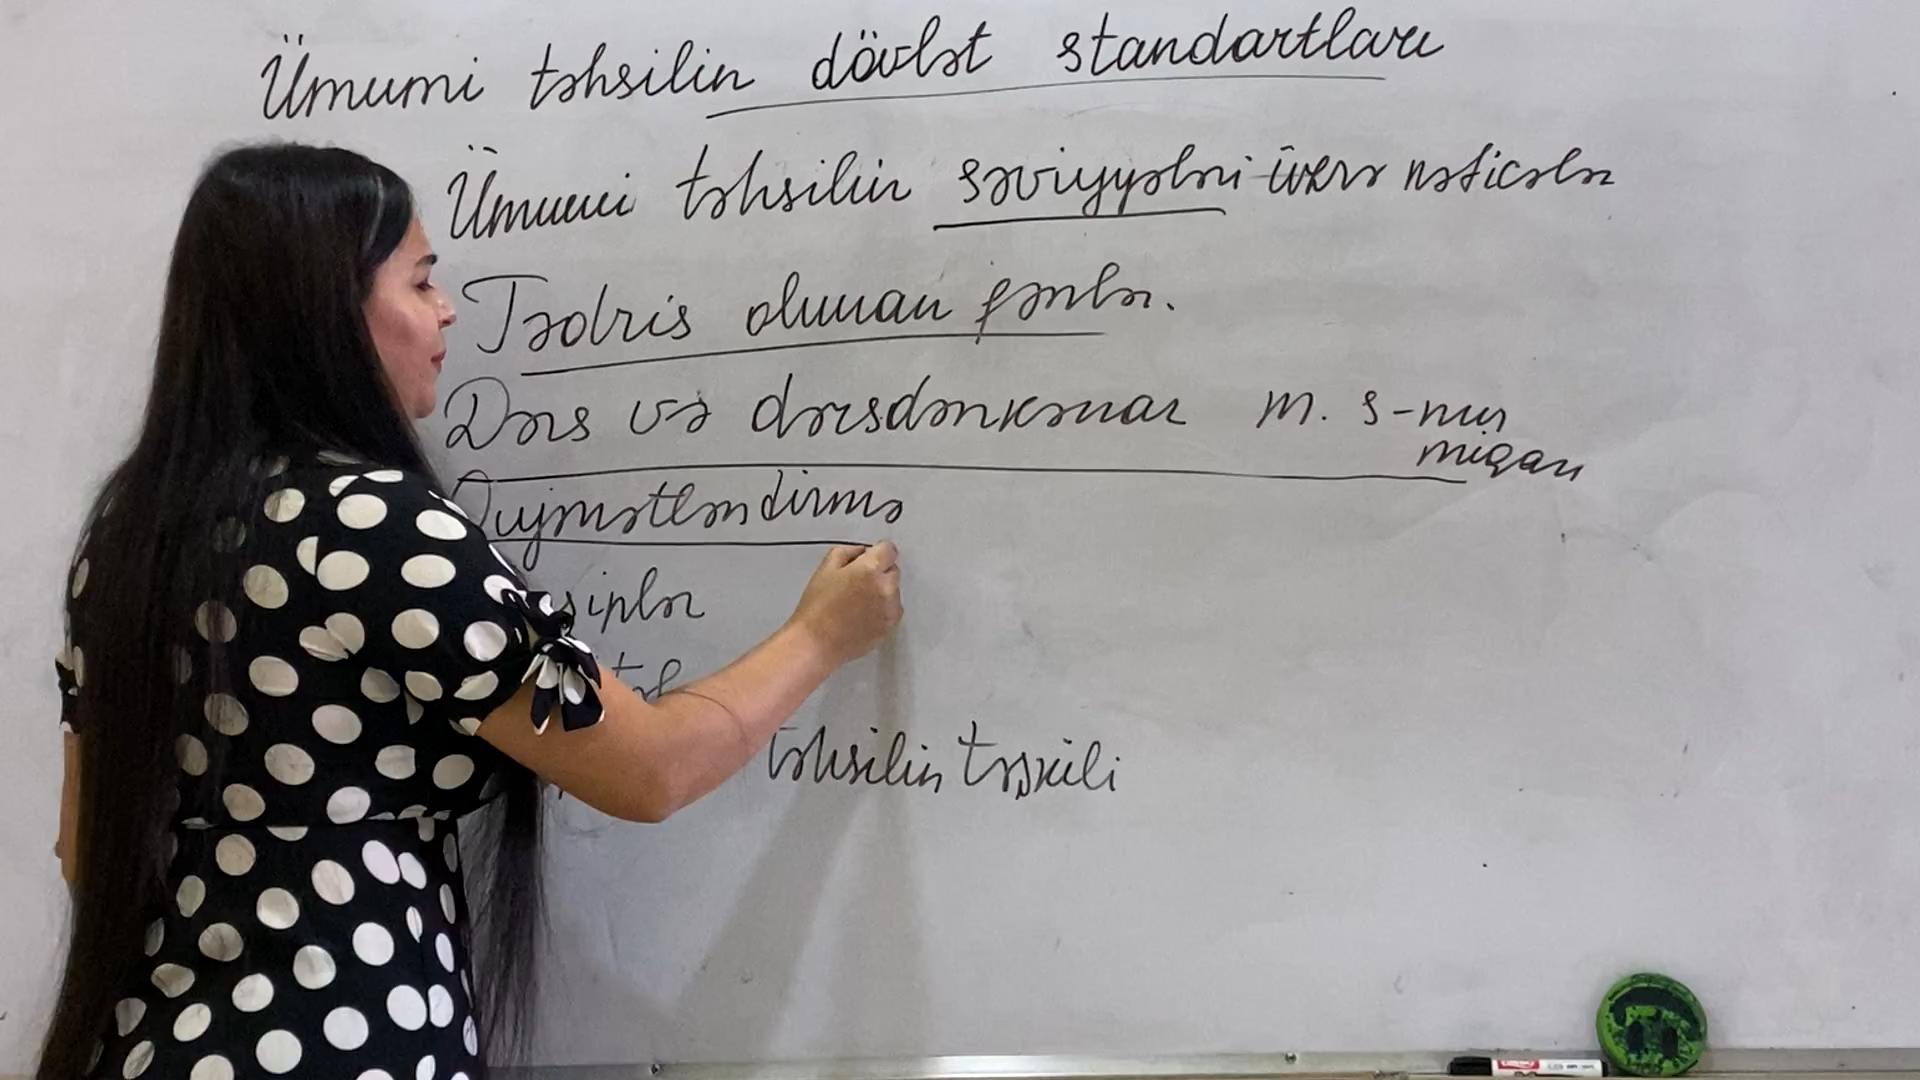 Ümumi təhsilin dövlət standartları
Ümumi təhsilin səviyyələri üzrə nəticələr
Tədris olunan fənlər.
Dərs və dərsdənkənar m. s-nın
miqarı
Qiymətləndirmə
təhsilin təşkili